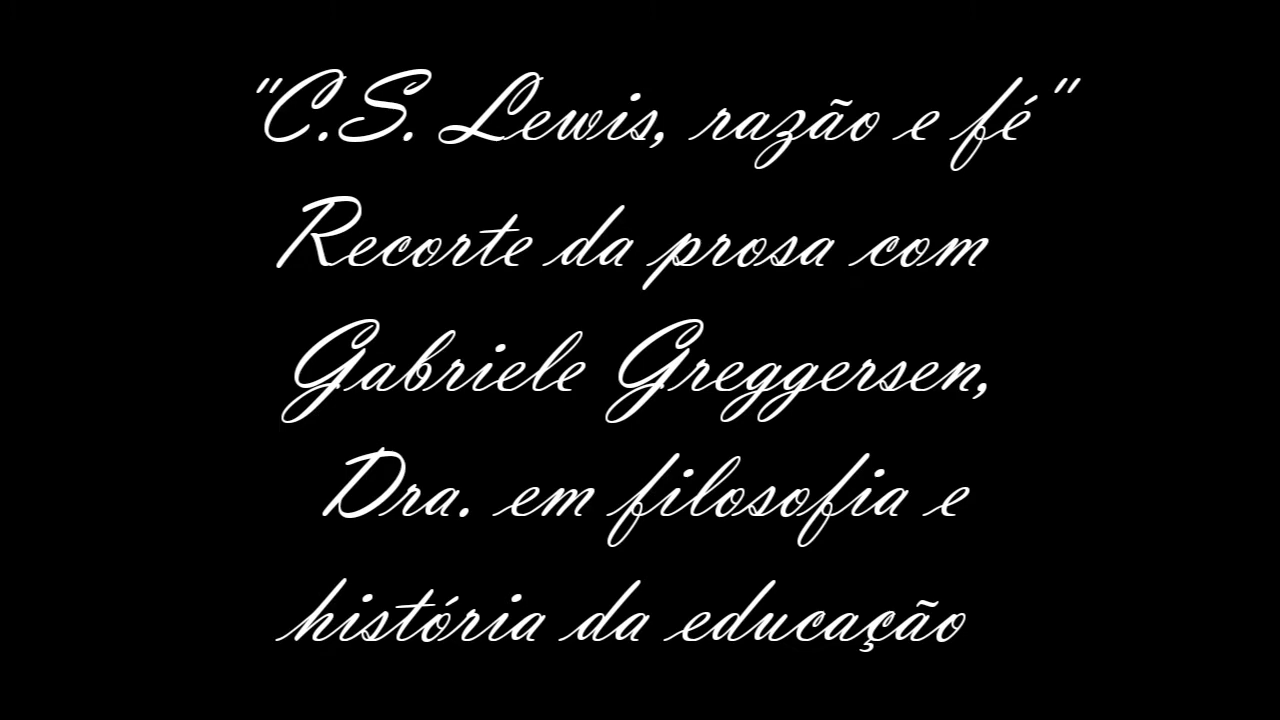 "C.S. Lewis, razão e fé"
Recorte da prosa com
Gabriele Greggersen,
Dra. em filosofia e
história da educação